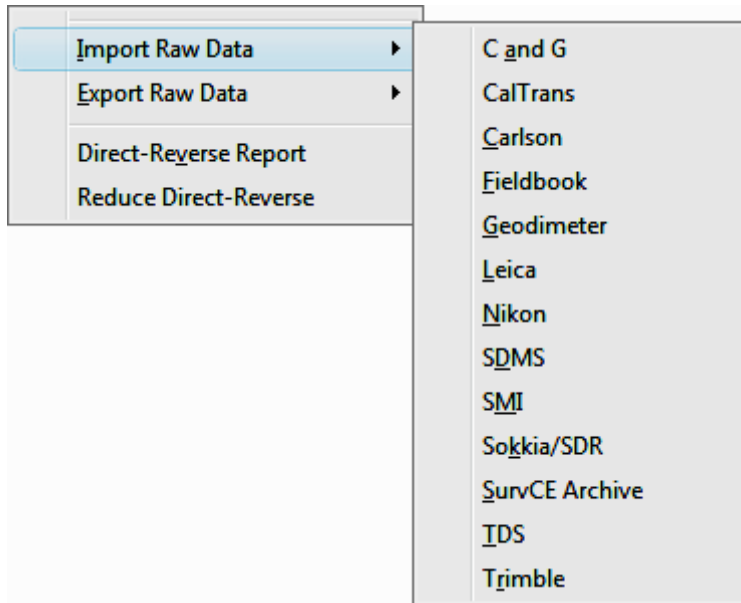 Import Raw Data
Export Raw Data
Direct-Reverse Report
Reduce Direct-Reverse
C and G
CalTrans
Carlson
Fieldbook
Geodimeter
Leica
Nikon
SDMS
SMI
Sokkia/SDR
SurvCE Archive
TDS
Trimble